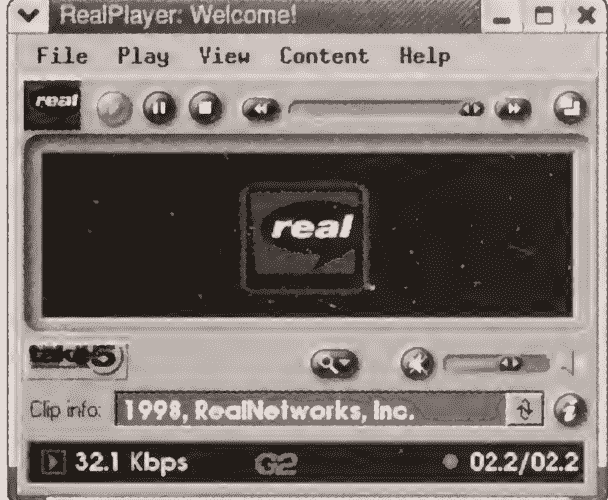 RealPlayer: Welcome!
File Play View Content Help
real
real
take5
Clip info: 1998, RealNetworks, Inc.
32.1 Kbps G2 02.2/02.2